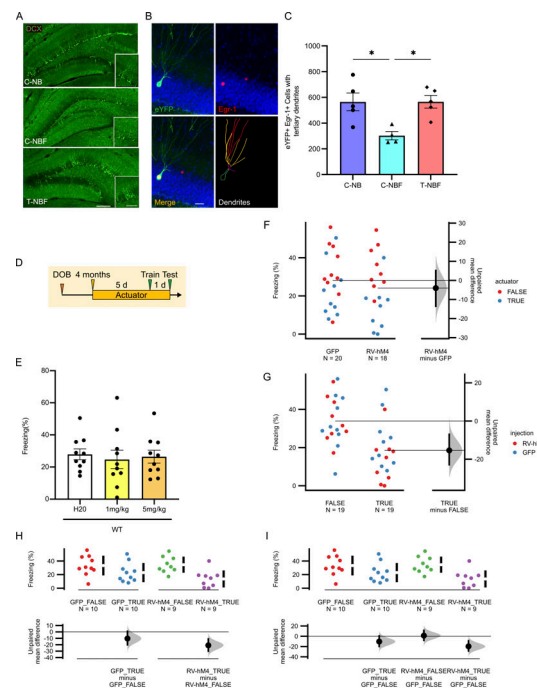 A
DCX
C-NB
C-NBF
T-NBF
B
eYFP
Egr-1
Merge
Dendrites
C
eYFP+ Egr-1+ Cells with
tertiary dendrites
1000
800
600
400
200
0
* *
C-NB C-NBF T-NBF
D
DOB 4 months Train Test
5 d 1 d
Actuator
E
Freezing(%)
80
60
40
20
0
H20 1mg/kg 5mg/kg
WT
F
Freezing (%)
40
20
0
30
20
10
0
-10
-20
-30
Unpaired
mean difference
actuator
FALSE
TRUE
GFP RV-hM4 RV-hM4
N = 20 N = 18 minus GFP
G
Freezing (%)
40
20
0
20
0
-20
Unpaired
mean difference
injection
RV-h
GFP
FALSE TRUE TRUE
N = 19 N = 19 minus FALSE
H
Freezing (%)
60
40
20
0
GFP_FALSE GFP_TRUE RV-hM4_FALSE RV-hM4_TRUE
N = 10 N = 10 N = 9 N = 9
Unpaired
mean difference
10
0
-10
-20
-30
-40
GFP_TRUE RV-hM4_TRUE
minus minus
GFP_FALSE RV-hM4_FALSE
I
Freezing (%)
60
40
20
0
GFP_FALSE GFP_TRUE RV-hM4_FALSE RV-hM4_TRUE
N = 10 N = 10 N = 9 N = 9
Unpaired
mean difference
20
0
-20
-40
GFP_TRUE RV-hM4_FALSE RV-hM4_TRUE
minus minus minus
GFP_FALSE GFP_FALSE GFP_FALSE